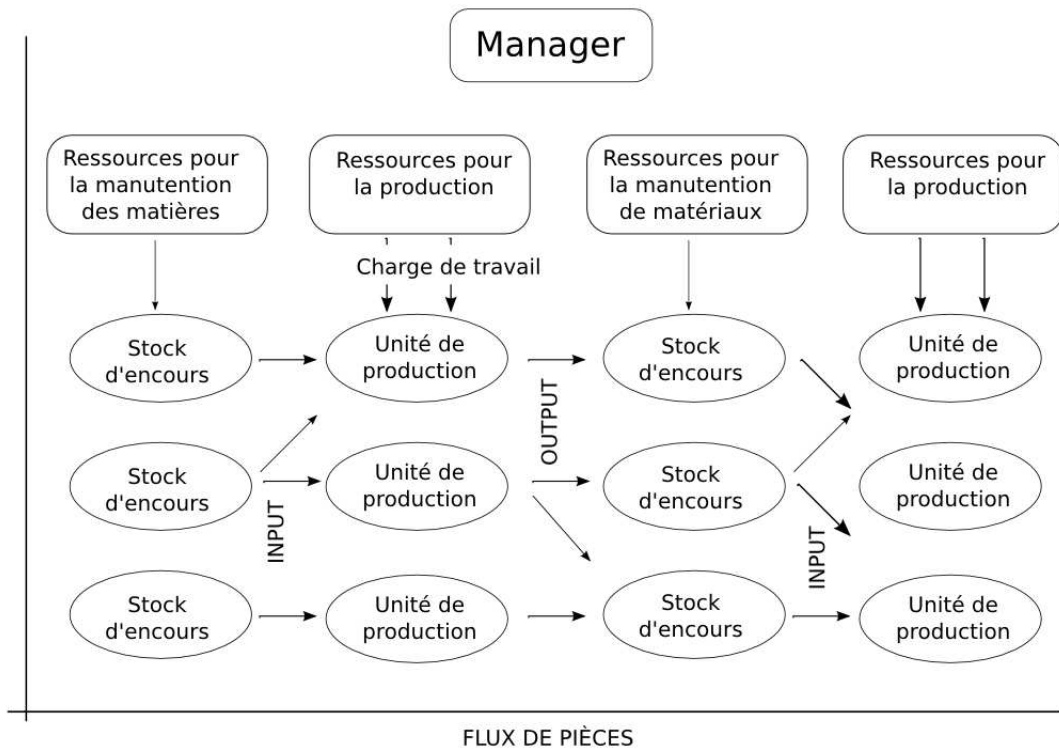 Manager
Ressources pour
la manutention
des matières
Ressources pour
la production
Ressources pour
la manutention
de matériaux
Ressources pour
la production
Charge de travail
Stock
d'encours
Unité de
production
Stock
d'encours
Unité de
production
OUTPUT
Stock
d'encours
Unité de
production
Stock
d'encours
Unité de
production
INPUT
INPUT
Stock
d'encours
Unité de
production
Stock
d'encours
Unité de
production
FLUX DE PIÈCES